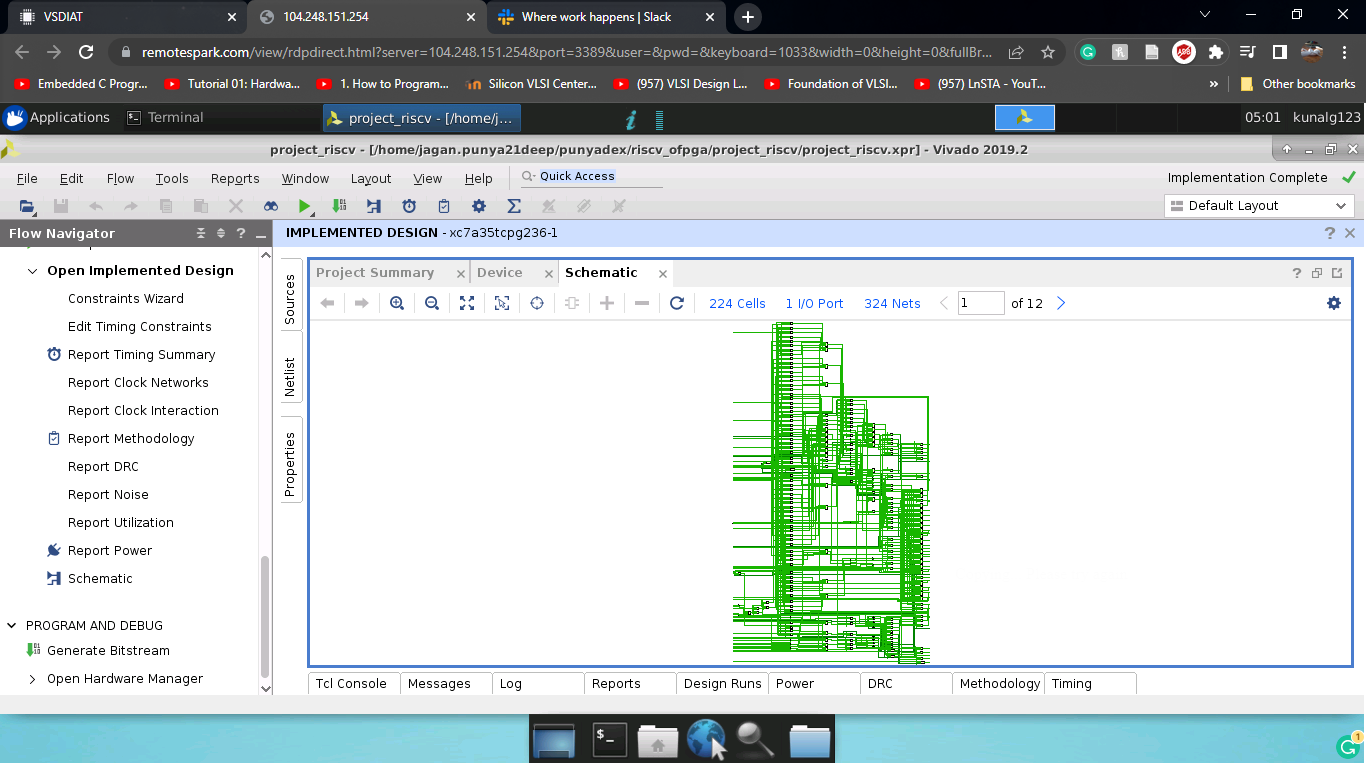 VSDIAT
104.248.151.254
Where work happens | Slack
remotespark.com/view/rdpdirect.html?server=104.248.151.254&port=3389&user=&pwd=&keyboard=1033&width=0&height=0&fullBr...
Embedded C Progr...
Tutorial 01: Hardwa...
1. How to Program...
Silicon VLSI Center...
(957) VLSI Design L...
Foundation of VLSI...
(957) LnSTA - YouT...
»
Other bookmarks
Applications
Terminal
project_riscv - [/home/j...
05:01
kunalg123
project_riscv - [/home/jagan.punya21deep/punyadex/riscv_ofpga/project_riscv/project_riscv.xpr] - Vivado 2019.2
File Edit Flow Tools Reports Window Layout View Help
Quick Access
Implementation Complete
Default Layout
Flow Navigator
IMPLEMENTED DESIGN - xc7a35tcpg236-1
Open Implemented Design
Constraints Wizard
Edit Timing Constraints
Report Timing Summary
Report Clock Networks
Report Clock Interaction
Report Methodology
Report DRC
Report Noise
Report Utilization
Report Power
Schematic
PROGRAM AND DEBUG
Generate Bitstream
Open Hardware Manager
Sources
Netlist
Properties
Project Summary
Device
Schematic
224 Cells
1 I/O Port
324 Nets
1
of 12
Tcl Console
Messages
Log
Reports
Design Runs
Power
DRC
Methodology
Timing
1